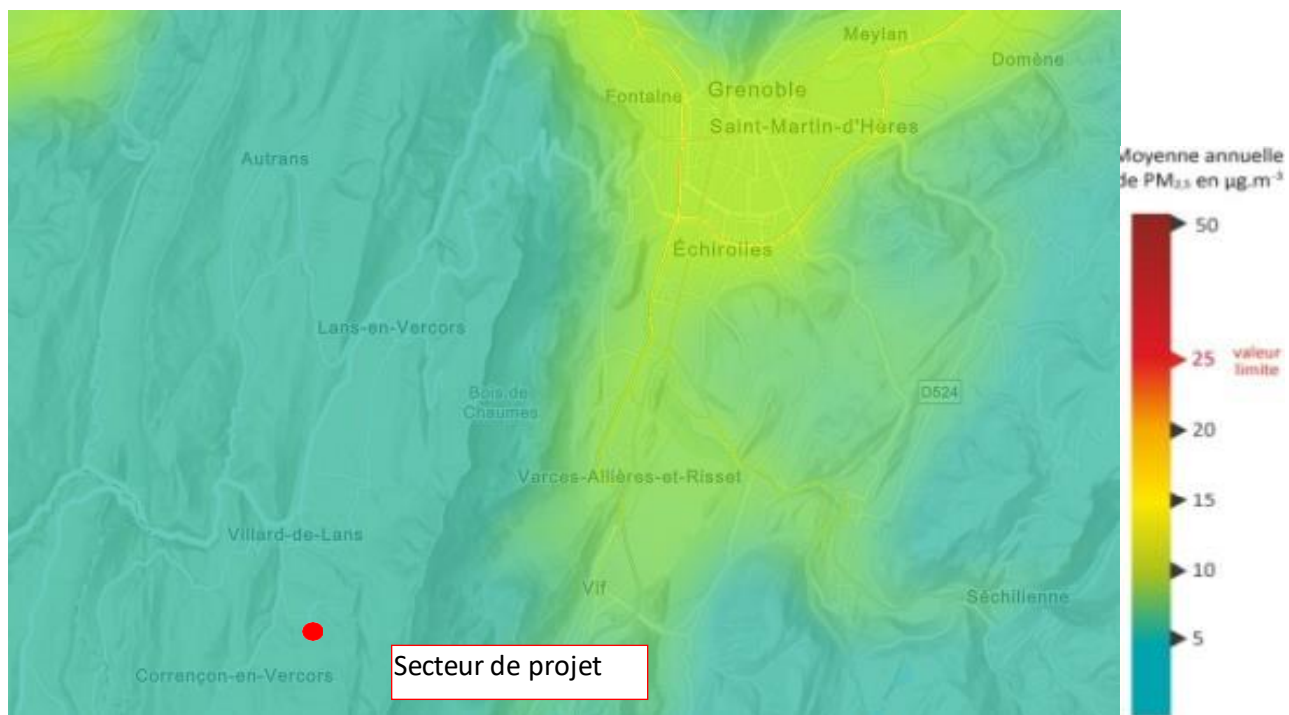 Meylan
Domène
Fontaine
Grenoble
Saint-Martin-d'Hères
Autrans
Échirolles
Lans-en-Vercors
Bois de
Chaumes
D524
Varces-Allières-et-Risset
Villard-de-Lans
Vif
Séchilienne
Corrençon-en-Vercors
Secteur de projet
Moyenne annuelle
de PM2,5 en µg.m-3
50
25 valeur
limite
20
15
10
5